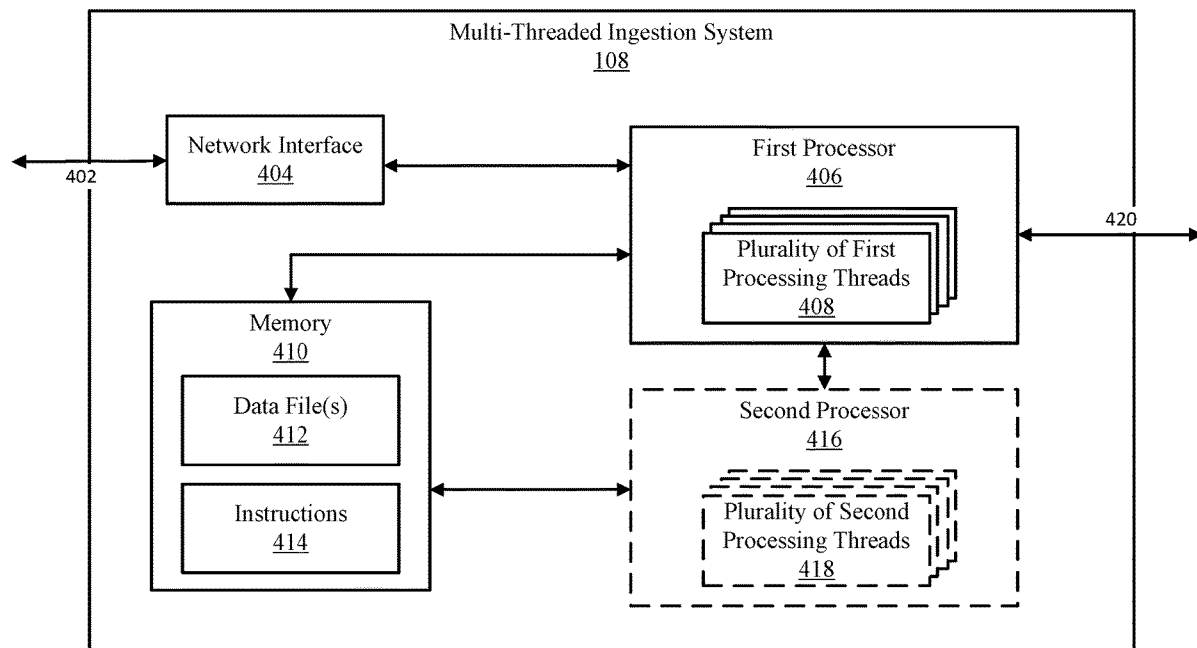 Multi-Threaded Ingestion System
108
Network Interface
404
402
First Processor
406
Plurality of First
Processing Threads
408
420
Memory
410
Data File(s)
412
Instructions
414
Second Processor
416
Plurality of Second
Processing Threads
418